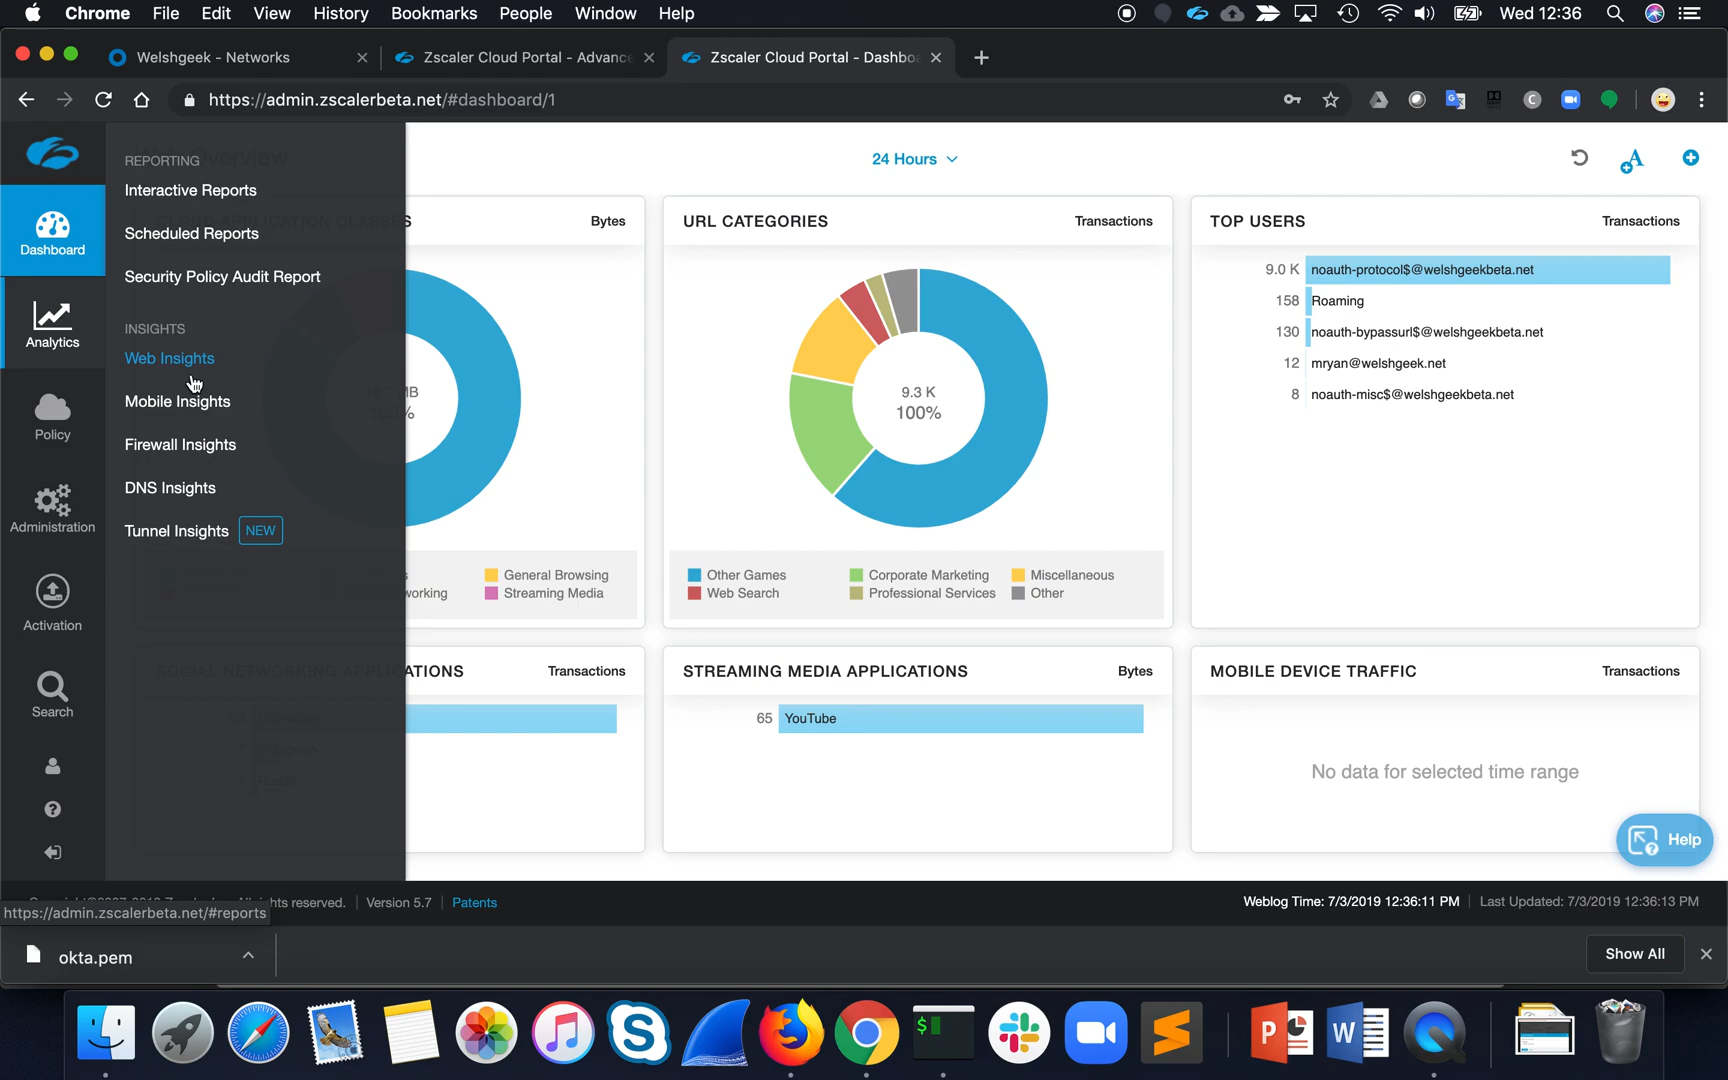 Chrome File Edit View History Bookmarks People Window Help Wed 12:36
Welshgeek - Networks Zscaler Cloud Portal - Advance Zscaler Cloud Portal - Dashbo
https://admin.zscalerbeta.net/#dashboard/1
REPORTING
Interactive Reports
Scheduled Reports
Security Policy Audit Report
INSIGHTS
Web Insights
Mobile Insights
Firewall Insights
DNS Insights
Tunnel Insights NEW
Dashboard
Analytics
Policy
Administration
Activation
Search
24 Hours
CLOUD APPLICATION CLASSES Bytes
MB
General Browsing
working Streaming Media
URL CATEGORIES Transactions
9.3 K
100%
Other Games Corporate Marketing Miscellaneous
Web Search Professional Services Other
TOP USERS Transactions
9.0 K noauth-protocol$@welshgeekbeta.net
158 Roaming
130 noauth-bypassurl$@welshgeekbeta.net
12 mryan@welshgeek.net
8 noauth-misc$@welshgeekbeta.net
SOCIAL NETWORKING APPLICATIONS Transactions
STREAMING MEDIA APPLICATIONS Bytes
65 YouTube
MOBILE DEVICE TRAFFIC Transactions
No data for selected time range
Help
hts reserved. Version 5.7 Patents
Weblog Time: 7/3/2019 12:36:11 PM Last Updated: 7/3/2019 12:36:13 PM
https://admin.zscalerbeta.net/#reports
okta.pem
Show All